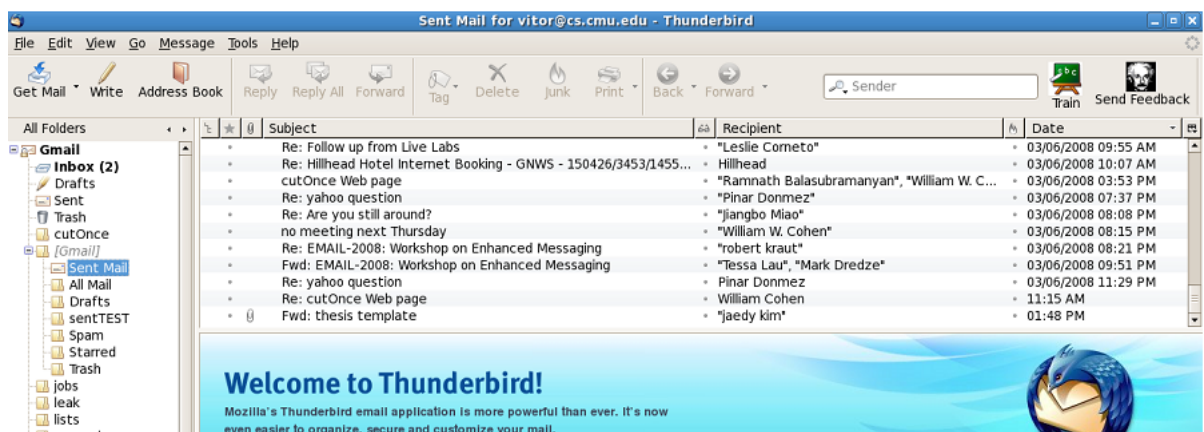 Sent Mail for vitor@cs.cmu.edu - Thunderbird
File Edit View Go Message Tools Help
Get Mail Write Address Book Reply Reply All Forward Tag Delete Junk Print Back Forward Sender Train Send Feedback
All Folders Subject Recipient Date
Gmail
Inbox (2)
Drafts
Sent
Trash
cutOnce
[Gmail]
Sent Mail
All Mail
Drafts
sentTEST
Spam
Starred
Trash
jobs
leak
lists
Re: Follow up from Live Labs "Leslie Corneto" 03/06/2008 09:55 AM
Re: Hillhead Hotel Internet Booking - GNWS - 150426/3453/1455... Hillhead 03/06/2008 10:07 AM
cutOnce Web page "Ramnath Balasubramanyan", "William W. C... 03/06/2008 03:53 PM
Re: yahoo question "Pinar Donmez" 03/06/2008 07:37 PM
Re: Are you still around? "Jiangbo Miao" 03/06/2008 08:08 PM
no meeting next Thursday "William W. Cohen" 03/06/2008 08:15 PM
Re: EMAIL-2008: Workshop on Enhanced Messaging "robert kraut" 03/06/2008 08:21 PM
Fwd: EMAIL-2008: Workshop on Enhanced Messaging "Tessa Lau", "Mark Dredze" 03/06/2008 09:51 PM
Re: yahoo question Pinar Donmez 03/06/2008 11:29 PM
Re: cutOnce Web page William Cohen 11:15 AM
Fwd: thesis template "jaedy kim" 01:48 PM
Welcome to Thunderbird!
Mozilla's Thunderbird email application is more powerful than ever. It's now
even easier to organize, secure and customize your mail.